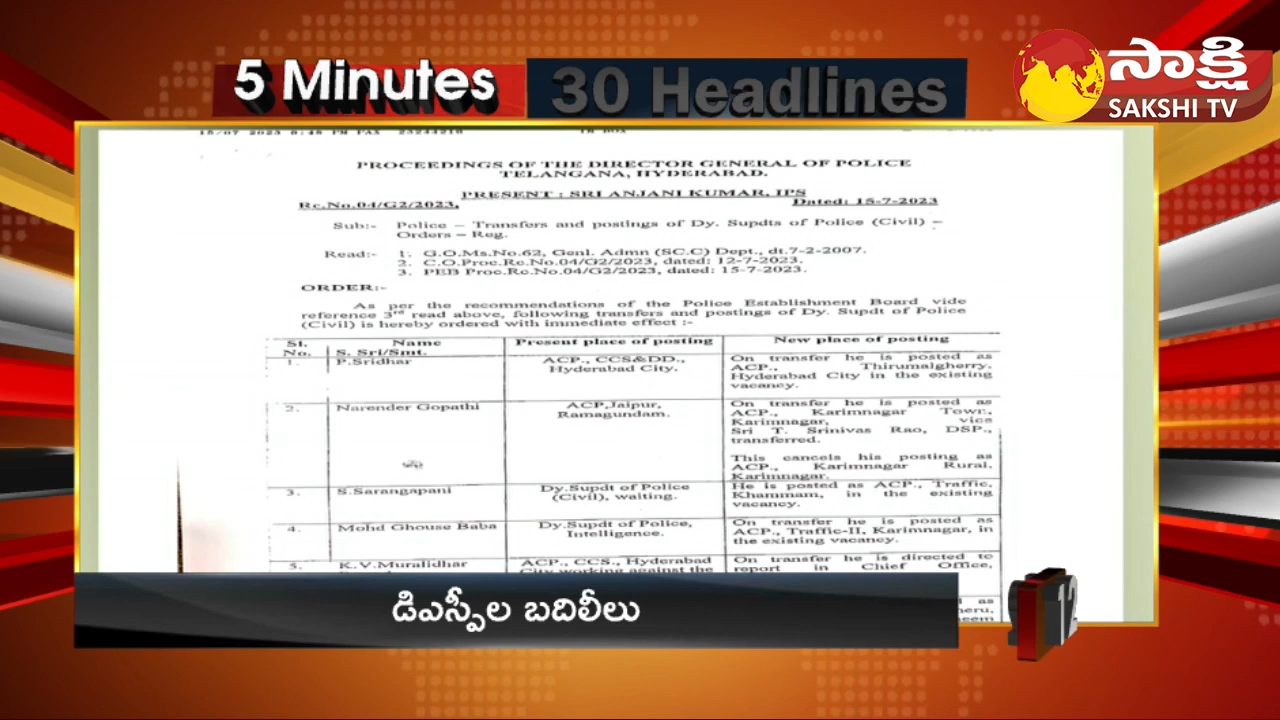 5 Minutes 30 Headlines
సాక్షి
SAKSHI TV
PROCEEDINGS OF THE DIRECTOR GENERAL OF POLICE
TELANGANA, HYDERABAD.
PRESENT : SRI ANJANI KUMAR, IPS
Rc.No.04/G2/2023, Dated: 15-7-2023
Sub:- Police – Transfers and postings of Dy. Supdts of Police (Civil) –
Orders – Reg.
Read:- 1. G.O.Ms.No.62, Genl. Admn (SC.C) Dept., dt.7-2-2007.
2. C.O.Proc.Rc.No.04/G2/2023, dated: 12-7-2023.
3. PEB Proc.Rc.No.04/G2/2023, dated: 15-7-2023.
ORDER:-
As per the recommendations of the Police Establishment Board vide
reference 3rd read above, following transfers and postings of Dy. Supdt of Police
(Civil) is hereby ordered with immediate effect :-
Sl. No. Name S. Sri/Smt. Present place of posting New place of posting
1. P.Sridhar ACP., CCS&DD., On transfer he is posted as
Hyderabad City. ACP., Thirumalgherry,
Hyderabad City in the existing
vacancy.
2. Narender Gopathi ACP,Jaipur, On transfer he is posted as
Ramagundam. ACP., Karimnagar Town,
Karimnagar, vice
Sri T. Srinivas Rao, DSP.,
transferred.
This cancels his posting as
ACP., Karimnagar Rural,
Karimnagar.
3. S.Sarangapani Dy.Supdt of Police He is posted as ACP, Traffic,
(Civil), waiting. Khammam, in the existing
vacancy.
4. Mohd Ghouse Baba Dy.Supdt of Police, On transfer he is posted as
Intelligence. ACP., Traffic-II, Karimnagar, in
the existing vacancy.
5. K.V.Muralidhar ACP., CCS., Hyderabad On transfer he is directed to
City working against the report in Chief Office,
డిఎస్పీల బదిలీలు
12